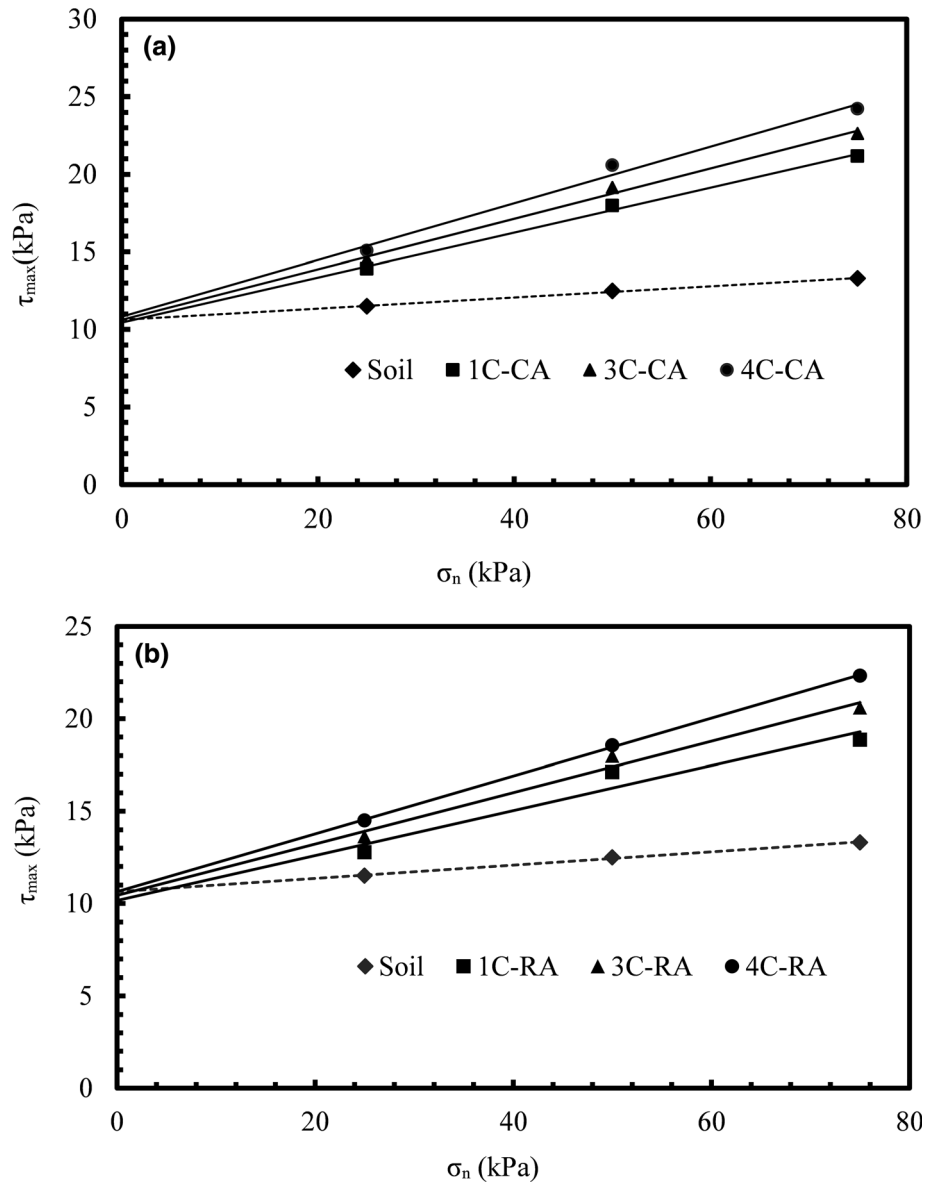 (a)
30
25
20
15
10
5
0
τmax(kPa)
Soil 1C-CA 3C-CA 4C-CA
0 20 40 60 80
σn (kPa)
(b)
25
20
15
10
5
0
τmax (kPa)
Soil 1C-RA 3C-RA 4C-RA
0 20 40 60 80
σn (kPa)